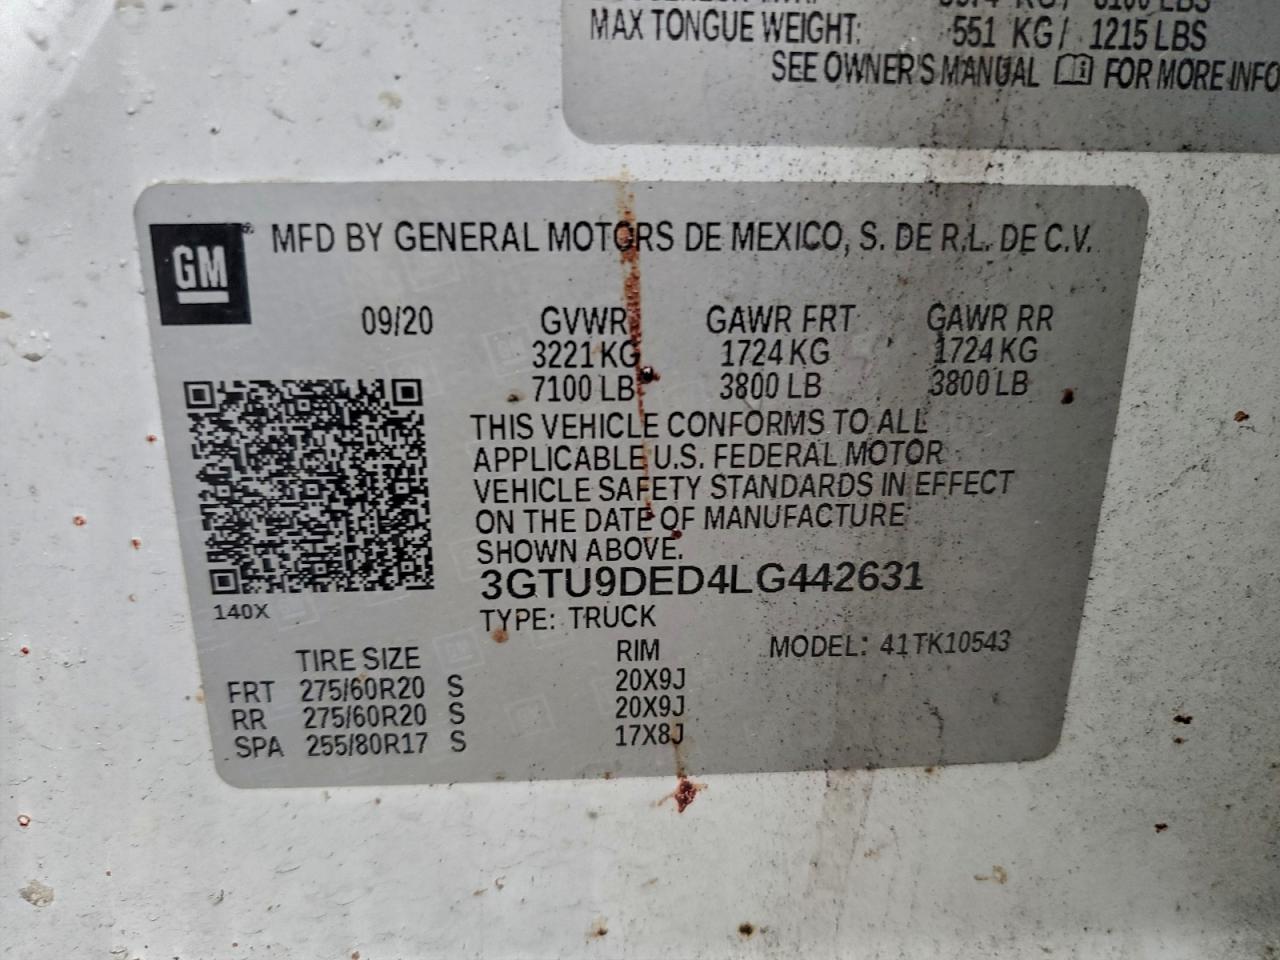 MAX TONGUE WEIGHT: 551 KG / 1215 LBS
SEE OWNER'S MANUAL FOR MORE INFO
GM MFD BY GENERAL MOTORS DE MEXICO, S. DE R.L. DE C.V.
09/20 GVWR GAWR FRT GAWR RR
3221 KG 1724 KG 1724 KG
7100 LB 3800 LB 3800 LB
THIS VEHICLE CONFORMS TO ALL
APPLICABLE U.S. FEDERAL MOTOR
VEHICLE SAFETY STANDARDS IN EFFECT
ON THE DATE OF MANUFACTURE
SHOWN ABOVE.
3GTU9DED4LG442631
140X
TYPE: TRUCK
TIRE SIZE RIM MODEL: 41TK10543
FRT 275/60R20 S 20X9J
RR 275/60R20 S 20X9J
SPA 255/80R17 S 17X8J